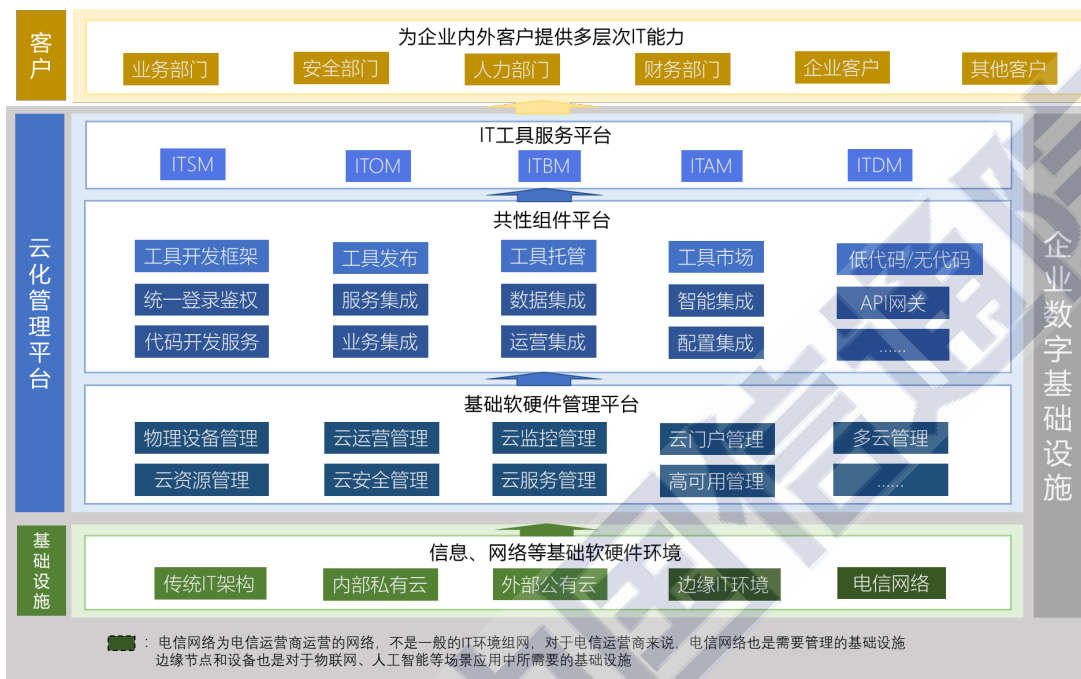 客户
为企业内外客户提供多层次IT能力
业务部门 安全部门 人力部门 财务部门 企业客户 其他客户
云化管理平台
IT工具服务平台
ITSM ITOM ITBM ITAM ITDM
共性组件平台
工具开发框架 工具发布 工具托管 工具市场 低代码/无代码
统一登录鉴权 服务集成 数据集成 智能集成 API网关
代码开发服务 业务集成 运营集成 配置集成 ......
基础软硬件管理平台
物理设备管理 云运营管理 云监控管理 云门户管理 多云管理
云资源管理 云安全管理 云服务管理 高可用管理 ......
企业数字基础设施
基础设施
信息、网络等基础软硬件环境
传统IT架构 内部私有云 外部公有云 边缘IT环境 电信网络
：电信网络为电信运营商运营的网络，不是一般的IT环境组网，对于电信运营商来说，电信网络也是需要管理的基础设施
边缘节点和设备也是对于物联网、人工智能等场景应用中所需要的基础设施
中国信通院